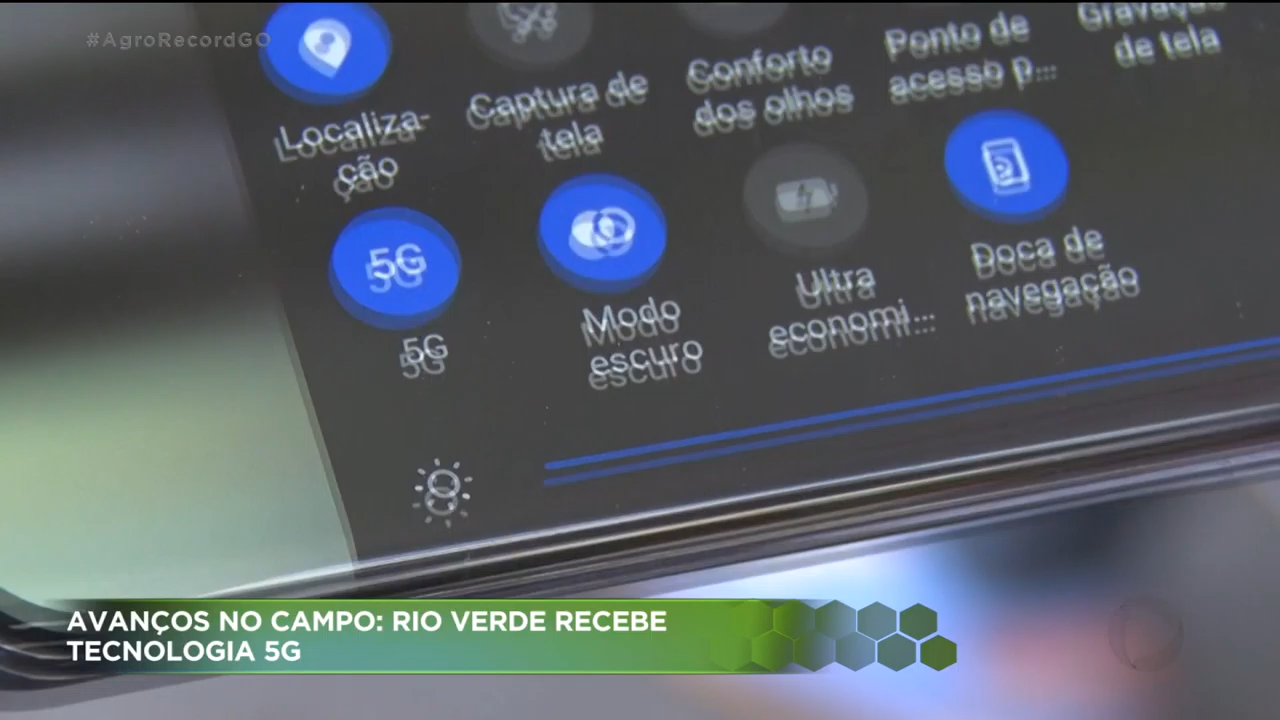 #AgroRecordGO
Localiza-
ção
Captura de
tela
Conforto
dos olhos
Ponto de
acesso p...
Gravação
de tela
5G
5G
Modo
escuro
Ultra
economi...
Doca de
navegação
AVANÇOS NO CAMPO: RIO VERDE RECEBE
TECNOLOGIA 5G